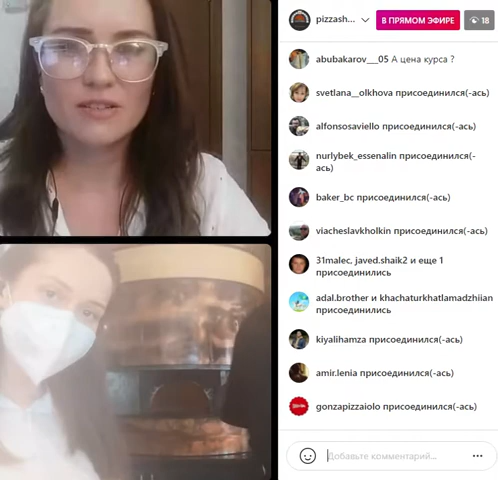 pizzash...
В ПРЯМОМ ЭФИРЕ
18
abubakarov___05 А цена курса ?
svetlana__olkhova присоединился(-ась)
alfonsosaviello присоединился(-ась)
nurlybek_essenalin присоединился(-
ась)
baker_bc присоединился(-ась)
viacheslavkholkin присоединился(-ась)
31malec, javed.shaik2 и еще 1
присоединились
adal.brother и khachaturkhatlamadzhiian
присоединились
kiyalihamza присоединился(-ась)
amir.lenia присоединился(-ась)
gonzapizzaiolo присоединился(-ась)
Добавьте комментарий...